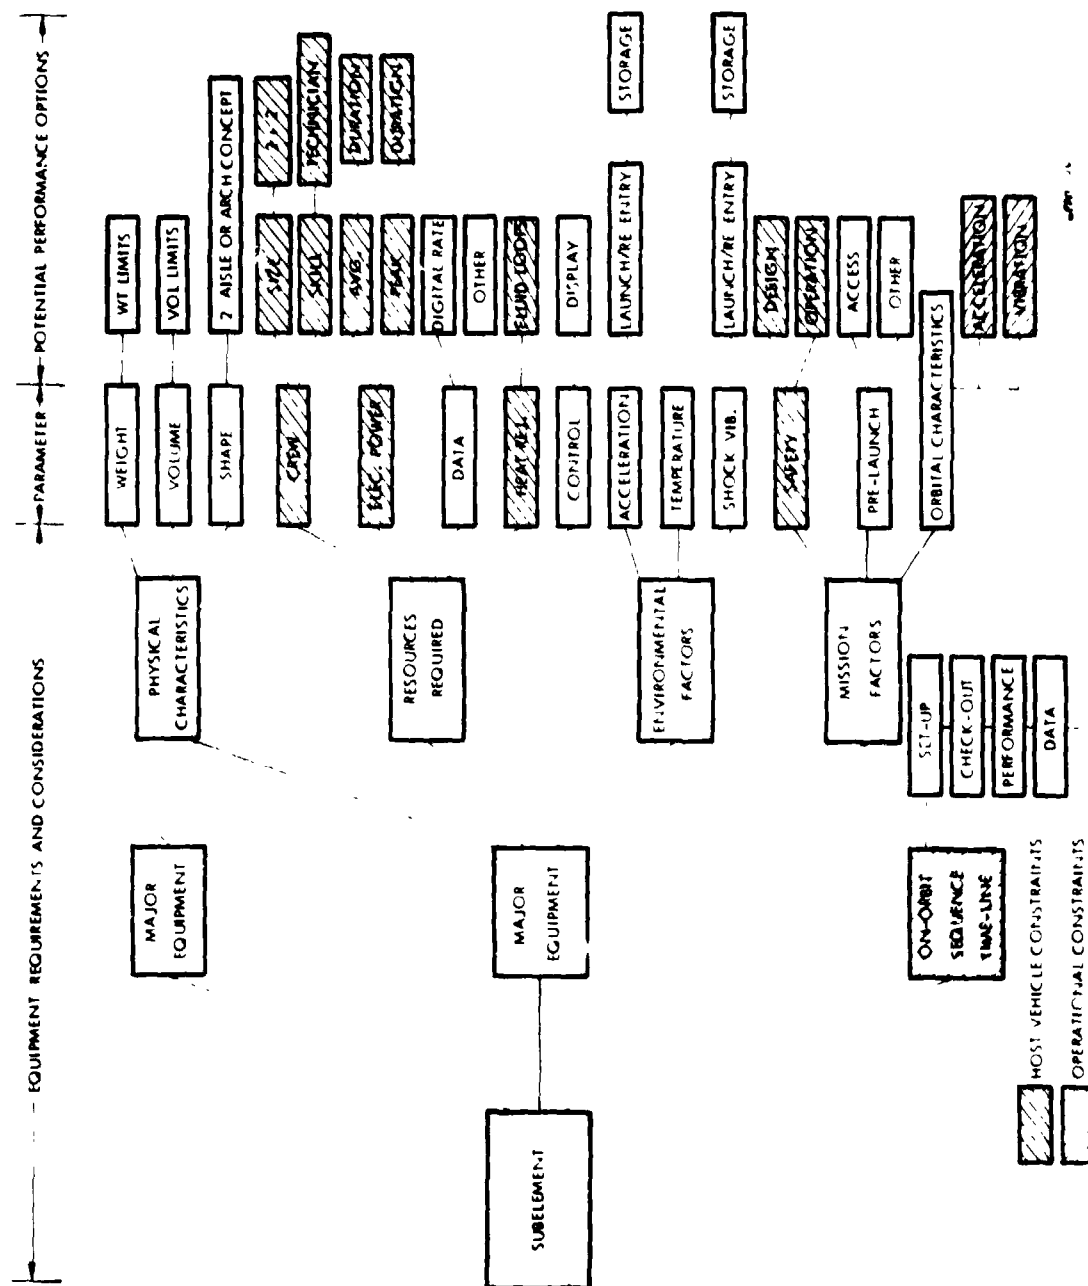 EQUIPMENT REQUIREMENTS AND CONSIDERATIONS
PARAMETER
POTENTIAL PERFORMANCE OPTIONS
SUBELEMENT
MAJOR
EQUIPMENT
MAJOR
EQUIPMENT
PHYSICAL
CHARACTERISTICS
WEIGHT
WT LIMITS
VOLUME
VOL LIMITS
SHAPE
2 AISLE OR ARCH CONCEPT
RESOURCES
REQUIRED
CREW
SIZE
SKILL
TECHNICIAN
ELEC. POWER
AVG.
DURATION
PEAK
DURATION
DATA
DIGITAL RATE
OTHER
HEAT REJ.
FLUID LOOPS
CONTROL
DISPLAY
ENVIRONMENTAL
FACTORS
ACCELERATION
LAUNCH/RE ENTRY
STORAGE
TEMPERATURE
SHOCK VIB.
LAUNCH/RE ENTRY
STORAGE
MISSION
FACTORS
SAFETY
DESIGN
OPERATION
PRE-LAUNCH
ACCESS
OTHER
ORBITAL CHARACTERISTICS
ACCELERATION
VIBRATION
ON-ORBIT
SEQUENCE
TIME-LINE
SET-UP
CHECK-OUT
PERFORMANCE
DATA
HOST VEHICLE CONSTRAINTS
OPERATIONAL CONSTRAINTS